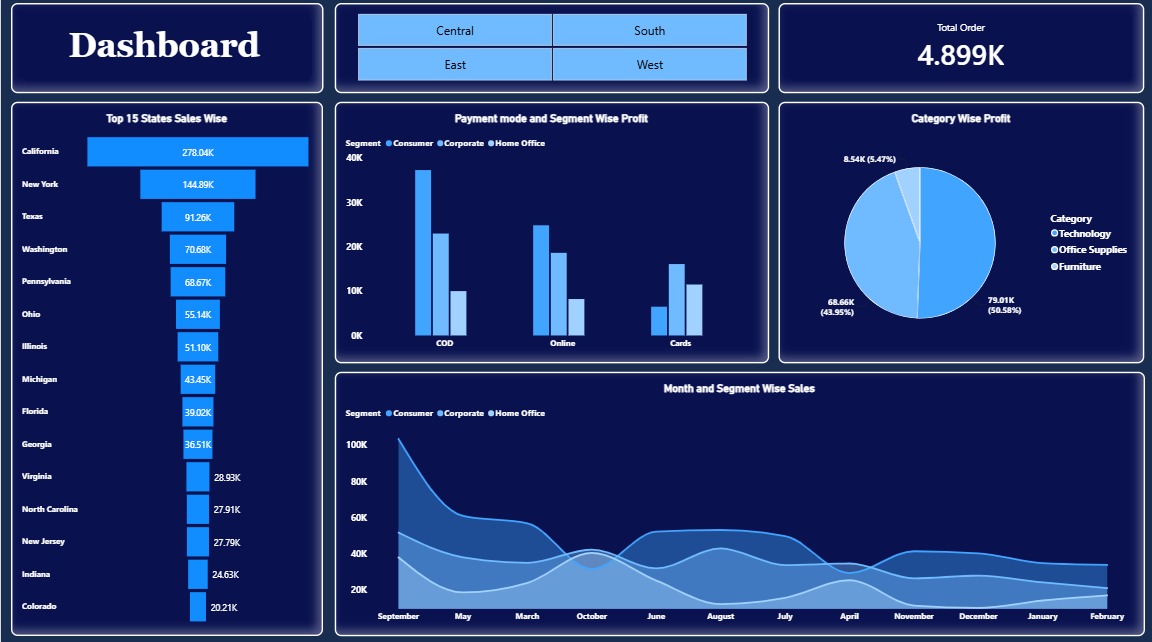 Dashboard
Central South
East West
Total Order
4.899K
Top 15 States Sales Wise
California 278.04K
New York 144.89K
Texas 91.26K
Washington 70.68K
Pennsylvania 68.67K
Ohio 55.14K
Illinois 51.10K
Michigan 43.45K
Florida 39.02K
Georgia 36.51K
Virginia 28.93K
North Carolina 27.91K
New Jersey 27.79K
Indiana 24.63K
Colorado 20.21K
Payment mode and Segment Wise Profit
Segment Consumer Corporate Home Office
40K
30K
20K
10K
0K
COD Online Cards
Category Wise Profit
8.54K (5.47%)
68.66K
(43.95%)
79.01K
(50.58%)
Category
Technology
Office Supplies
Furniture
Month and Segment Wise Sales
Segment Consumer Corporate Home Office
100K
80K
60K
40K
20K
September May March October June August July April November December January February